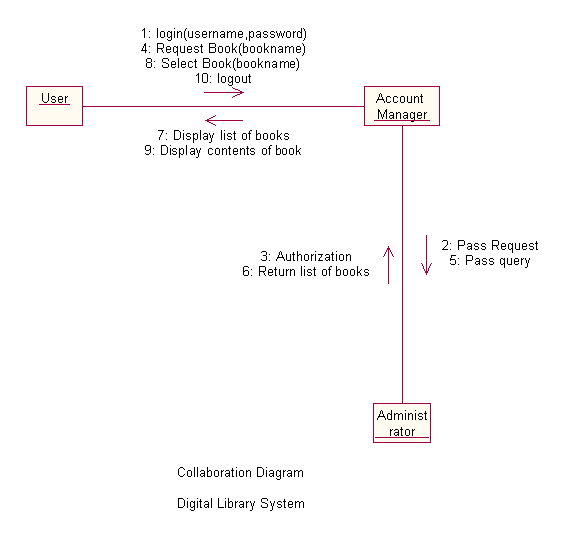 1: login(username,password)
4: Request Book(bookname)
8: Select Book(bookname)
10: logout
User
Account
Manager
7: Display list of books
9: Display contents of book
3: Authorization
6: Return list of books
2: Pass Request
5: Pass query
Administ
rator
Collaboration Diagram
Digital Library System